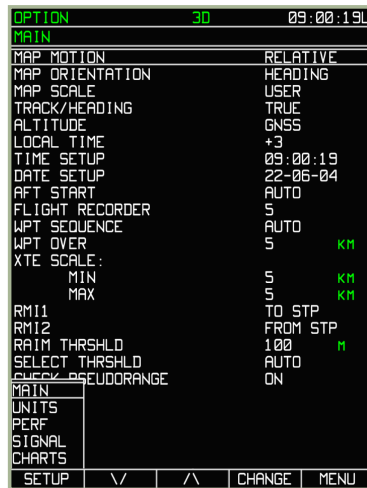 OPTION 3D 09:00:19L
MAIN
MAP MOTION RELATIVE
MAP ORIENTATION HEADING
MAP SCALE USER
TRACK/HEADING TRUE
ALTITUDE GNSS
LOCAL TIME +3
TIME SETUP 09:00:19
DATE SETUP 22-06-04
AFT START AUTO
FLIGHT RECORDER 5
WPT SEQUENCE AUTO
WPT OVER 5 KM
XTE SCALE:
MIN 5 KM
MAX 5 KM
RMI1 TO STP
RMI2 FROM STP
RAIM THRSHLD 100 M
SELECT THRSHLD AUTO
CHECK PSEUDORANGE ON
MAIN
UNITS
PERF
SIGNAL
CHARTS
SETUP \/ /\ CHANGE MENU